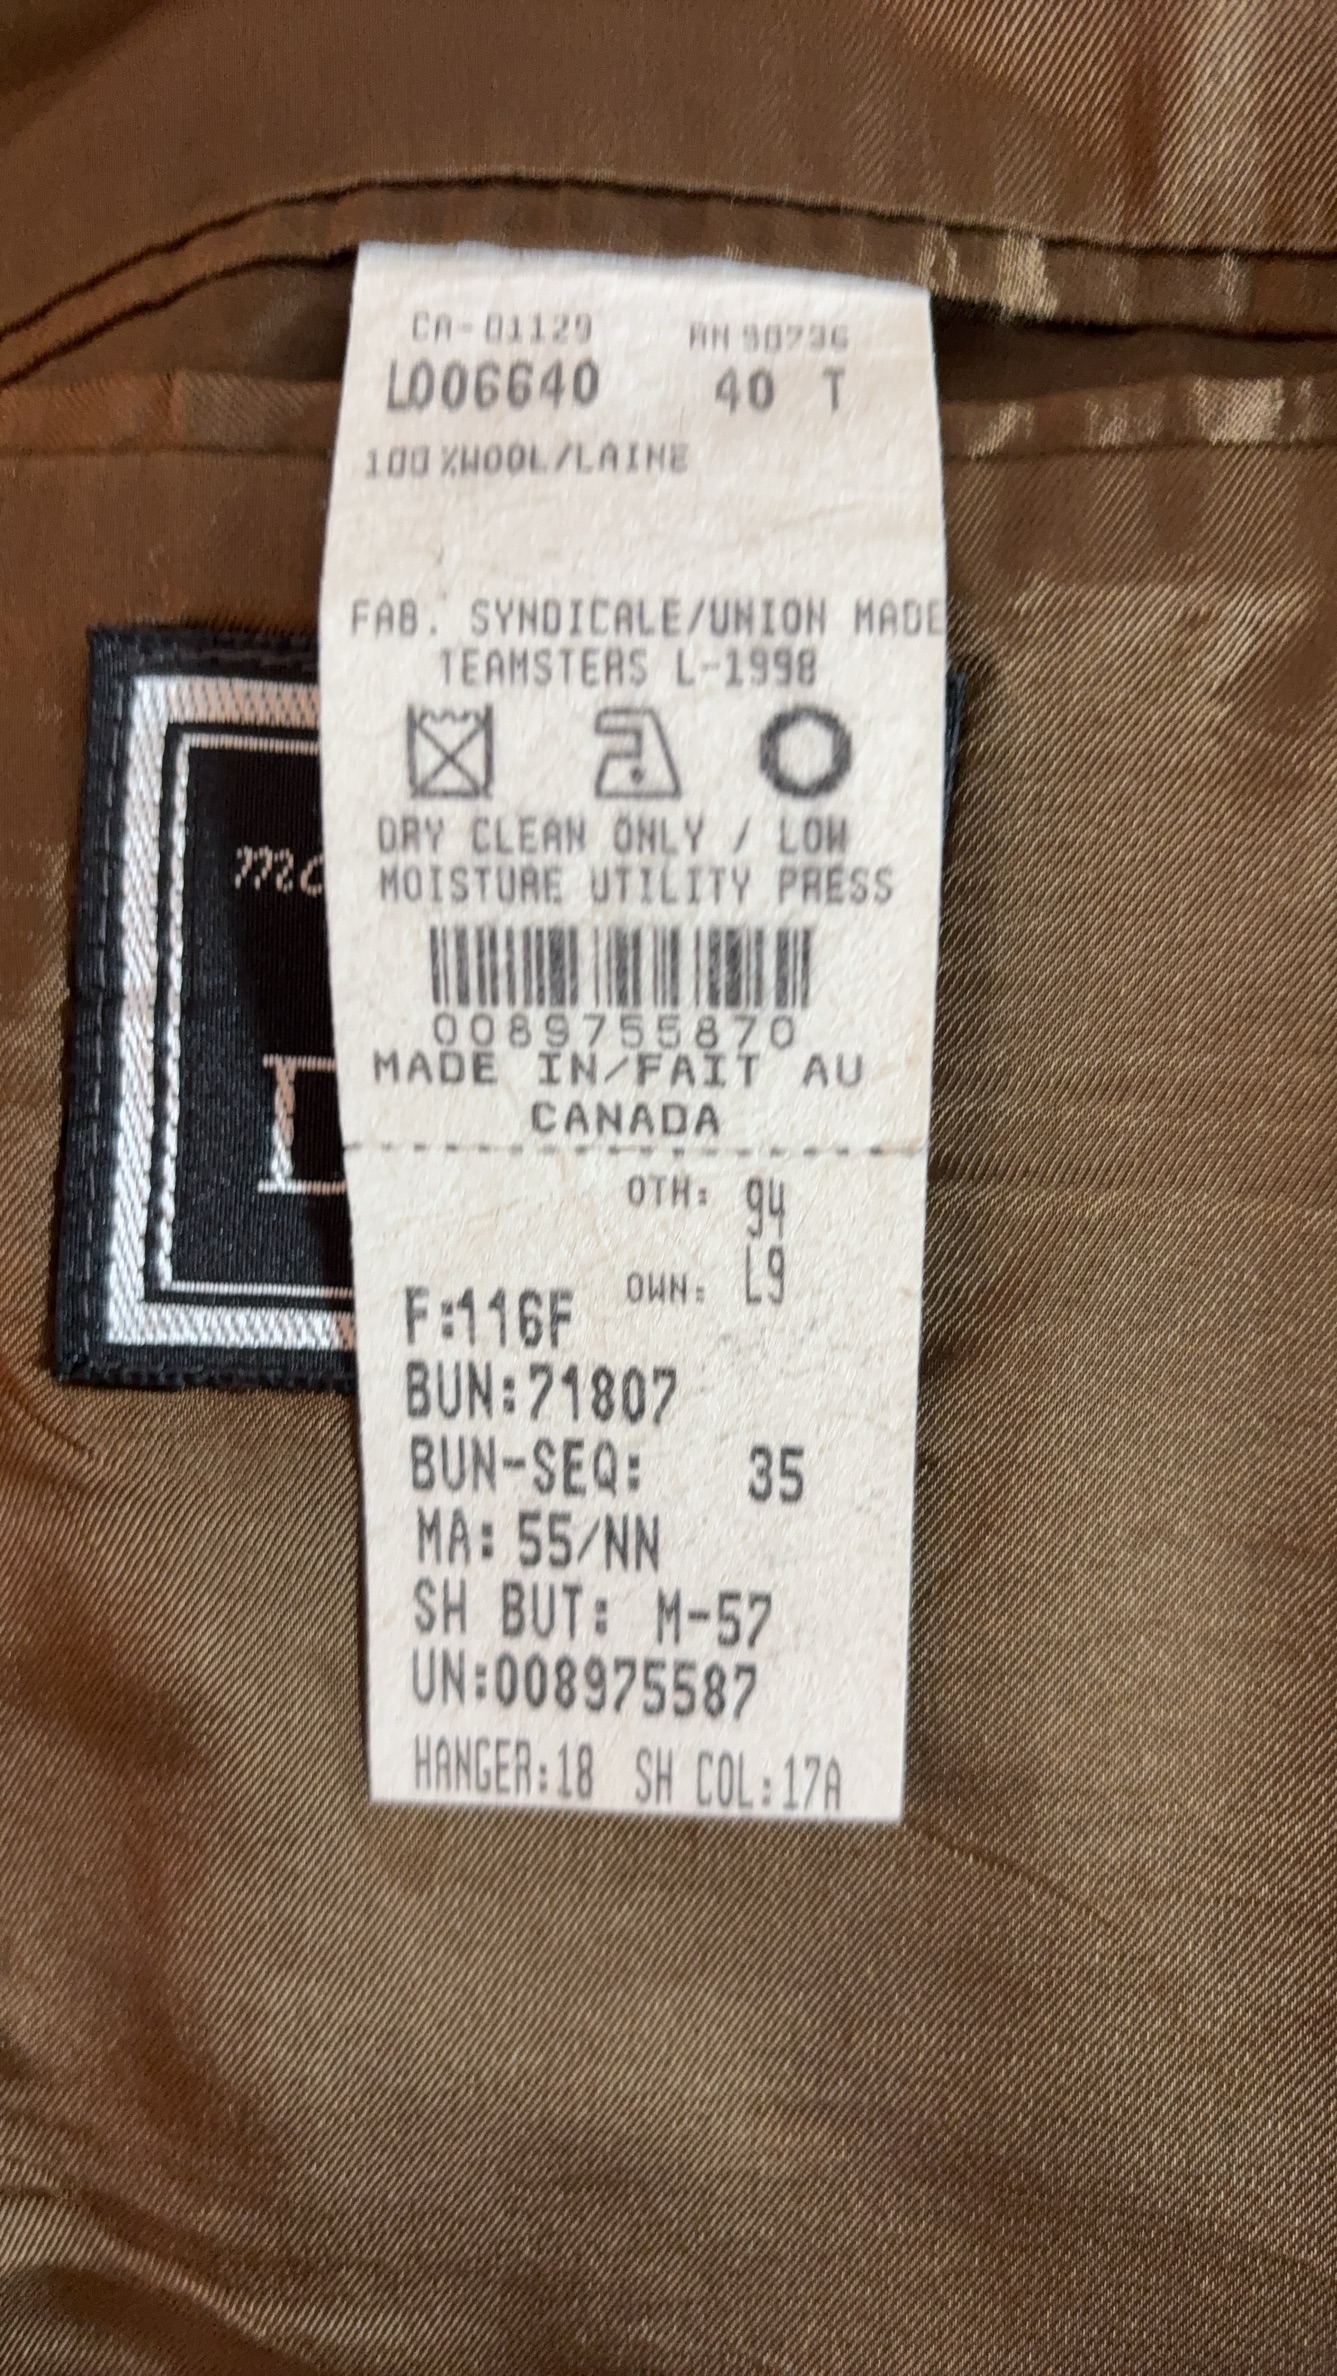 CA-01129 RN 90736
L006640 40 T
100%WOOL/LAINE
FAB. SYNDICALE/UNION MADE
TEAMSTERS L-1998
DRY CLEAN ONLY / LOW
MOISTURE UTILITY PRESS
0089755870
MADE IN/FAIT AU
CANADA
OTH: 94
OWN: L9
F:116F
BUN:71807
BUN-SEQ: 35
MA: 55/NN
SH BUT: M-57
UN:008975587
HANGER:18 SH COL:17A